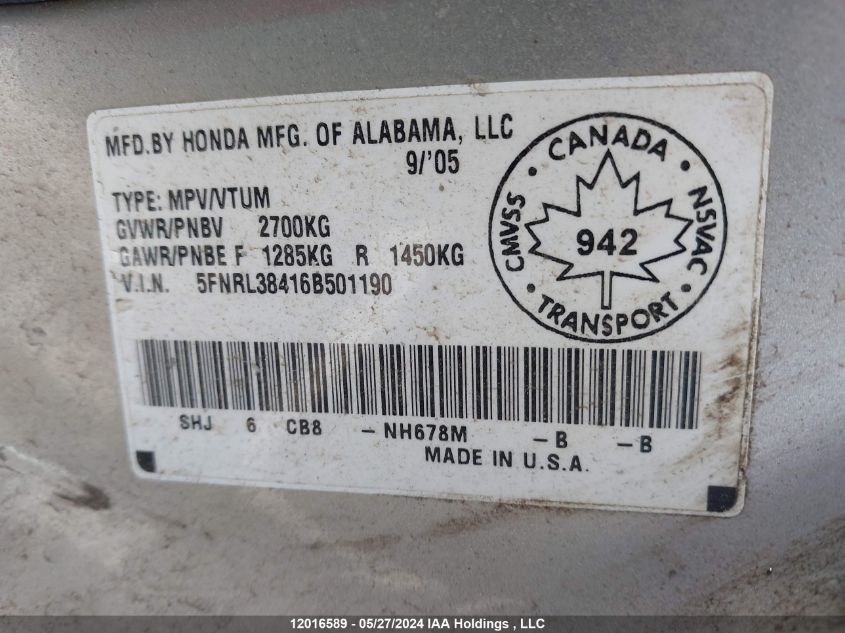 MFD.BY HONDA MFG. OF ALABAMA, LLC
9/'05
TYPE: MPV/VTUM
GVWR/PNBV 2700KG
GAWR/PNBE F 1285KG R 1450KG
V.I.N. 5FNRL38416B501190
CANADA
CMVSS
942
NSVAC
TRANSPORT
SHJ 6 CB8 - NH678M - B - B
MADE IN U.S.A.
12016589 - 05/27/2024 IAA Holdings , LLC